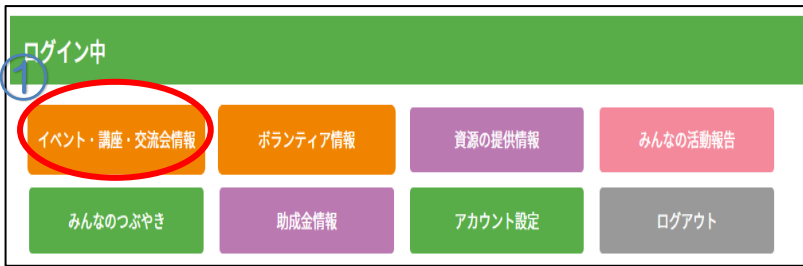 ログイン中
①
イベント・講座・交流会情報 ボランティア情報 資源の提供情報 みんなの活動報告
みんなのつぶやき 助成金情報 アカウント設定 ログアウト